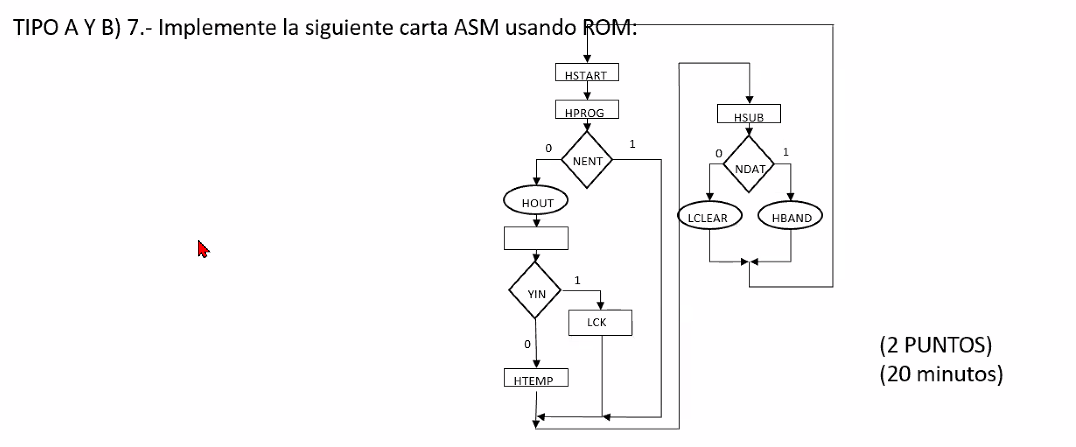 TIPO A Y B) 7.- Implemente la siguiente carta ASM usando ROM:
HSTART
HPROG
0
NENT
1
HOUT
YIN
1
LCK
0
HTEMP
HSUB
0
NDAT
1
LCLEAR
HBAND
(2 PUNTOS)
(20 minutos)